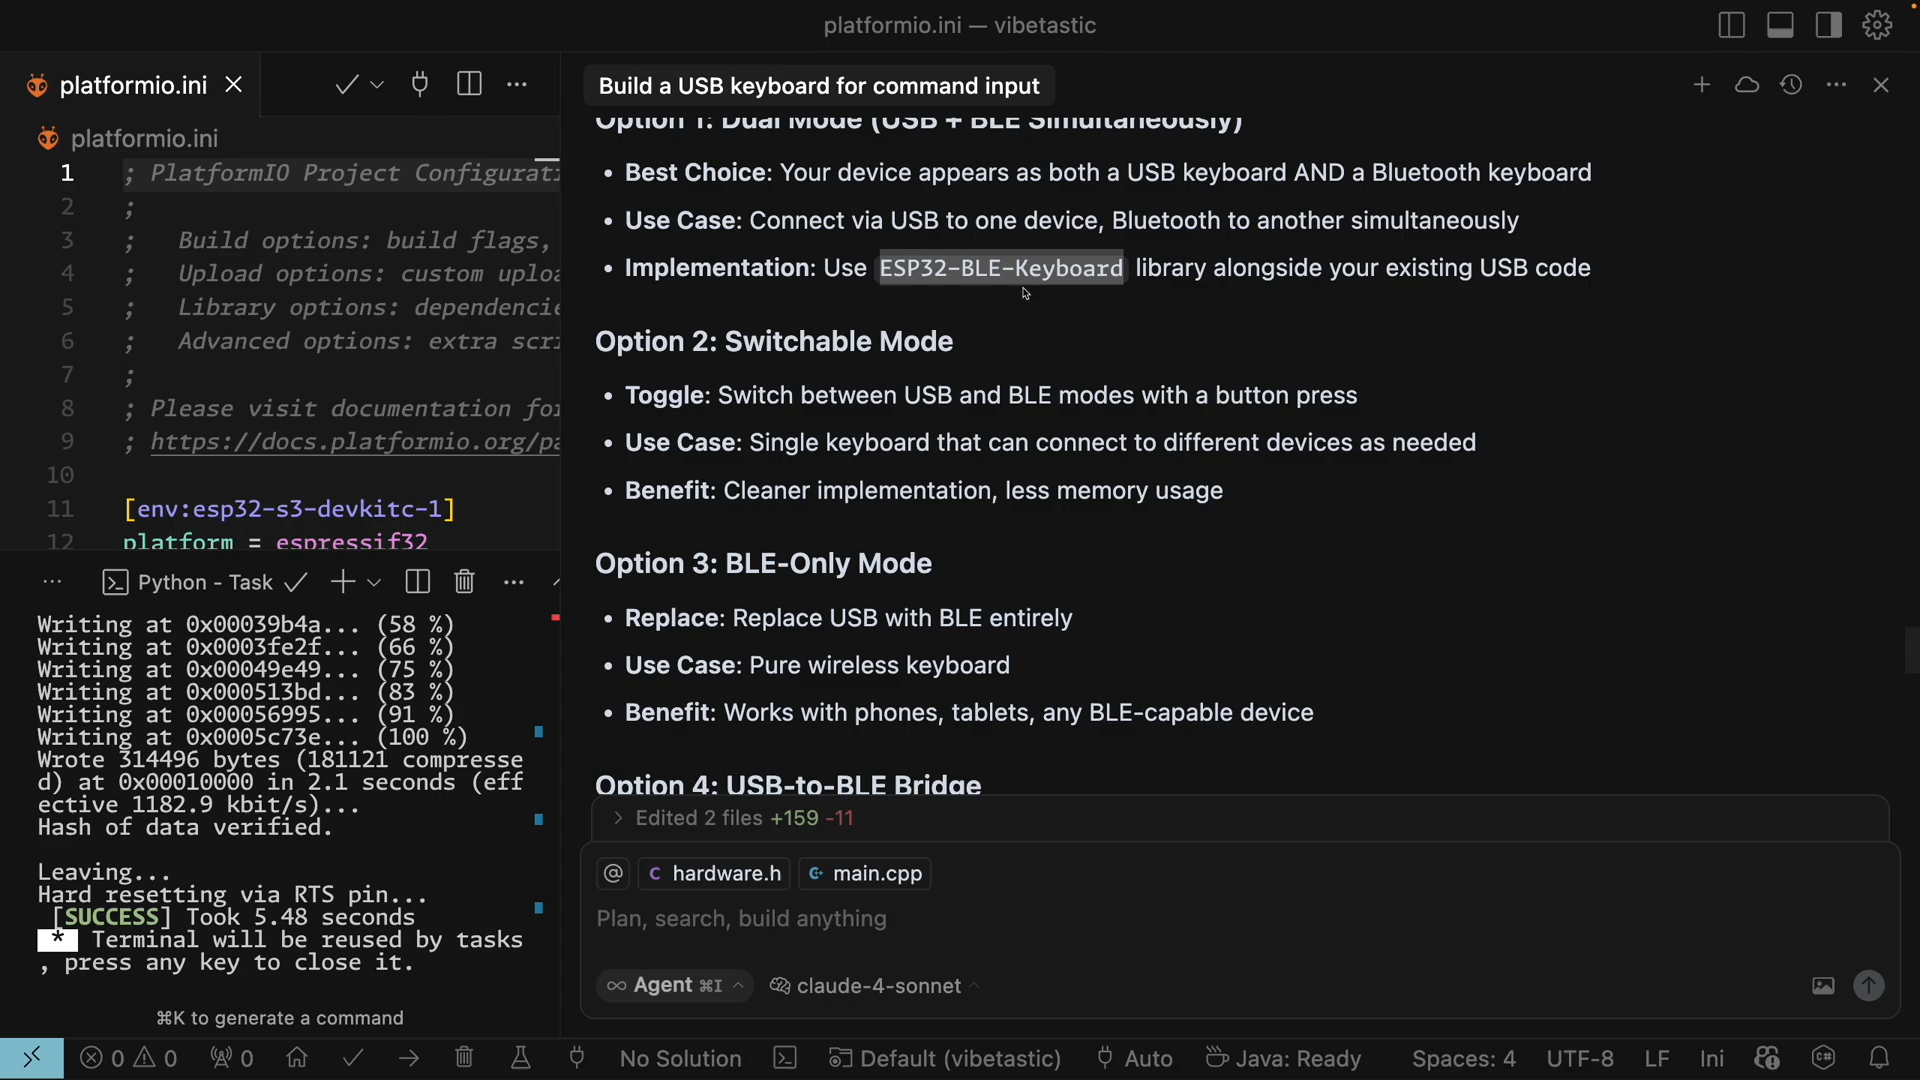 platformio.ini — vibetastic
platformio.ini
platformio.ini
1 ; PlatformIO Project Configurati
2 ;
3 ; Build options: build flags,
4 ; Upload options: custom uploa
5 ; Library options: dependencie
6 ; Advanced options: extra scri
7 ;
8 ; Please visit documentation for
9 ; https://docs.platformio.org/pa
10
11 [env:esp32-s3-devkitc-1]
12 platform = espressif32
Python - Task
Writing at 0x00039b4a... (58 %)
Writing at 0x0003fe2f... (66 %)
Writing at 0x00049e49... (75 %)
Writing at 0x000513bd... (83 %)
Writing at 0x00056995... (91 %)
Writing at 0x0005c73e... (100 %)
Wrote 314496 bytes (181121 compresse
d) at 0x00010000 in 2.1 seconds (eff
ective 1182.9 kbit/s)...
Hash of data verified.
Leaving...
Hard resetting via RTS pin...
[SUCCESS] Took 5.48 seconds
* Terminal will be reused by tasks
, press any key to close it.
⌘K to generate a command
Build a USB keyboard for command input
Option 1: Dual Mode (USB + BLE Simultaneously)
• Best Choice: Your device appears as both a USB keyboard AND a Bluetooth keyboard
• Use Case: Connect via USB to one device, Bluetooth to another simultaneously
• Implementation: Use ESP32-BLE-Keyboard library alongside your existing USB code
Option 2: Switchable Mode
• Toggle: Switch between USB and BLE modes with a button press
• Use Case: Single keyboard that can connect to different devices as needed
• Benefit: Cleaner implementation, less memory usage
Option 3: BLE-Only Mode
• Replace: Replace USB with BLE entirely
• Use Case: Pure wireless keyboard
• Benefit: Works with phones, tablets, any BLE-capable device
Option 4: USB-to-BLE Bridge
Edited 2 files +159 -11
@ C hardware.h main.cpp
Plan, search, build anything
∞ Agent ⌘I claude-4-sonnet
0 0 0 No Solution Default (vibetastic) Auto Java: Ready Spaces: 4 UTF-8 LF Ini